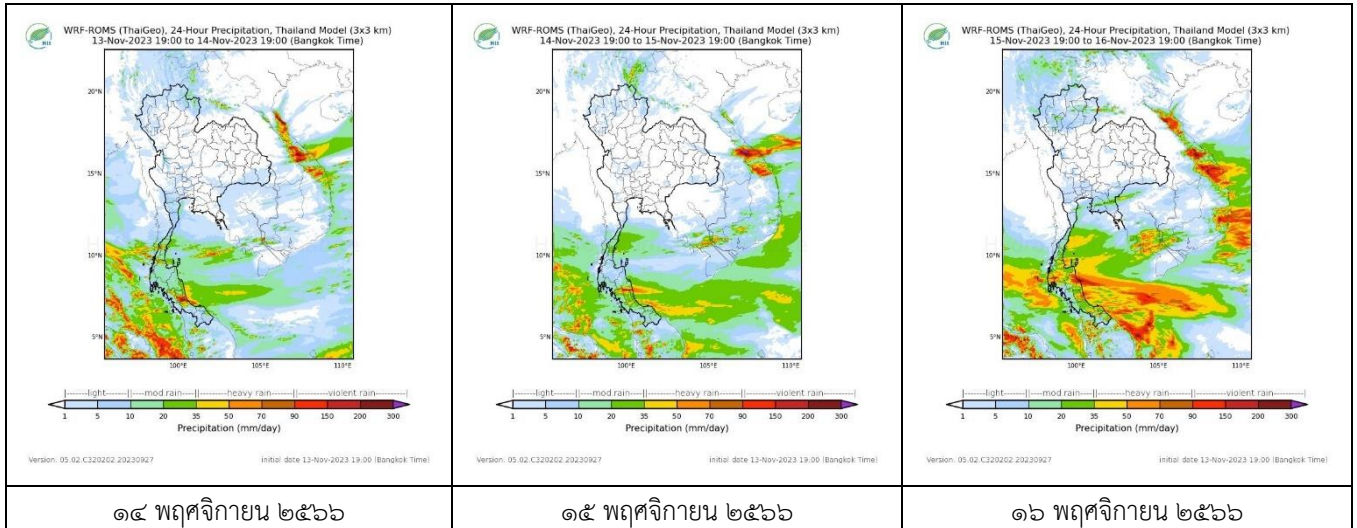 WRF-ROMS (ThaiGeo), 24-Hour Precipitation, Thailand Model (3x3 km)
13-Nov-2023 19:00 to 14-Nov-2023 19:00 (Bangkok Time)
20°N
15°N
10°N
5°N
100°E 105°E 110°E
light mod rain heavy rain violent rain
1 5 10 20 35 50 70 90 150 200 300
Precipitation (mm/day)
Version: 05.02.C320202.20230927 initial date 13-Nov-2023 19:00 (Bangkok Time)
๑๔ พฤศจิกายน ๒๕๖๖
WRF-ROMS (ThaiGeo), 24-Hour Precipitation, Thailand Model (3x3 km)
14-Nov-2023 19:00 to 15-Nov-2023 19:00 (Bangkok Time)
20°N
15°N
10°N
5°N
100°E 105°E 110°E
light mod rain heavy rain violent rain
1 5 10 20 35 50 70 90 150 200 300
Precipitation (mm/day)
Version: 05.02.C320202.20230927 initial date 13-Nov-2023 19:00 (Bangkok Time)
๑๕ พฤศจิกายน ๒๕๖๖
WRF-ROMS (ThaiGeo), 24-Hour Precipitation, Thailand Model (3x3 km)
15-Nov-2023 19:00 to 16-Nov-2023 19:00 (Bangkok Time)
20°N
15°N
10°N
5°N
100°E 105°E 110°E
light mod rain heavy rain violent rain
1 5 10 20 35 50 70 90 150 200 300
Precipitation (mm/day)
Version: 05.02.C320202.20230927 initial date 13-Nov-2023 19:00 (Bangkok Time)
๑๖ พฤศจิกายน ๒๕๖๖